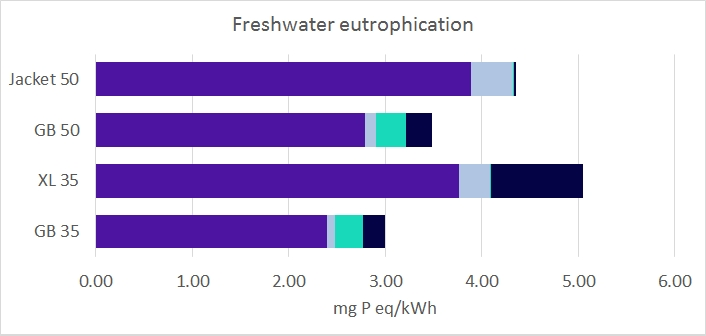 Freshwater eutrophication
Jacket 50
GB 50
XL 35
GB 35
0.00 1.00 2.00 3.00 4.00 5.00 6.00
mg P eq/kWh